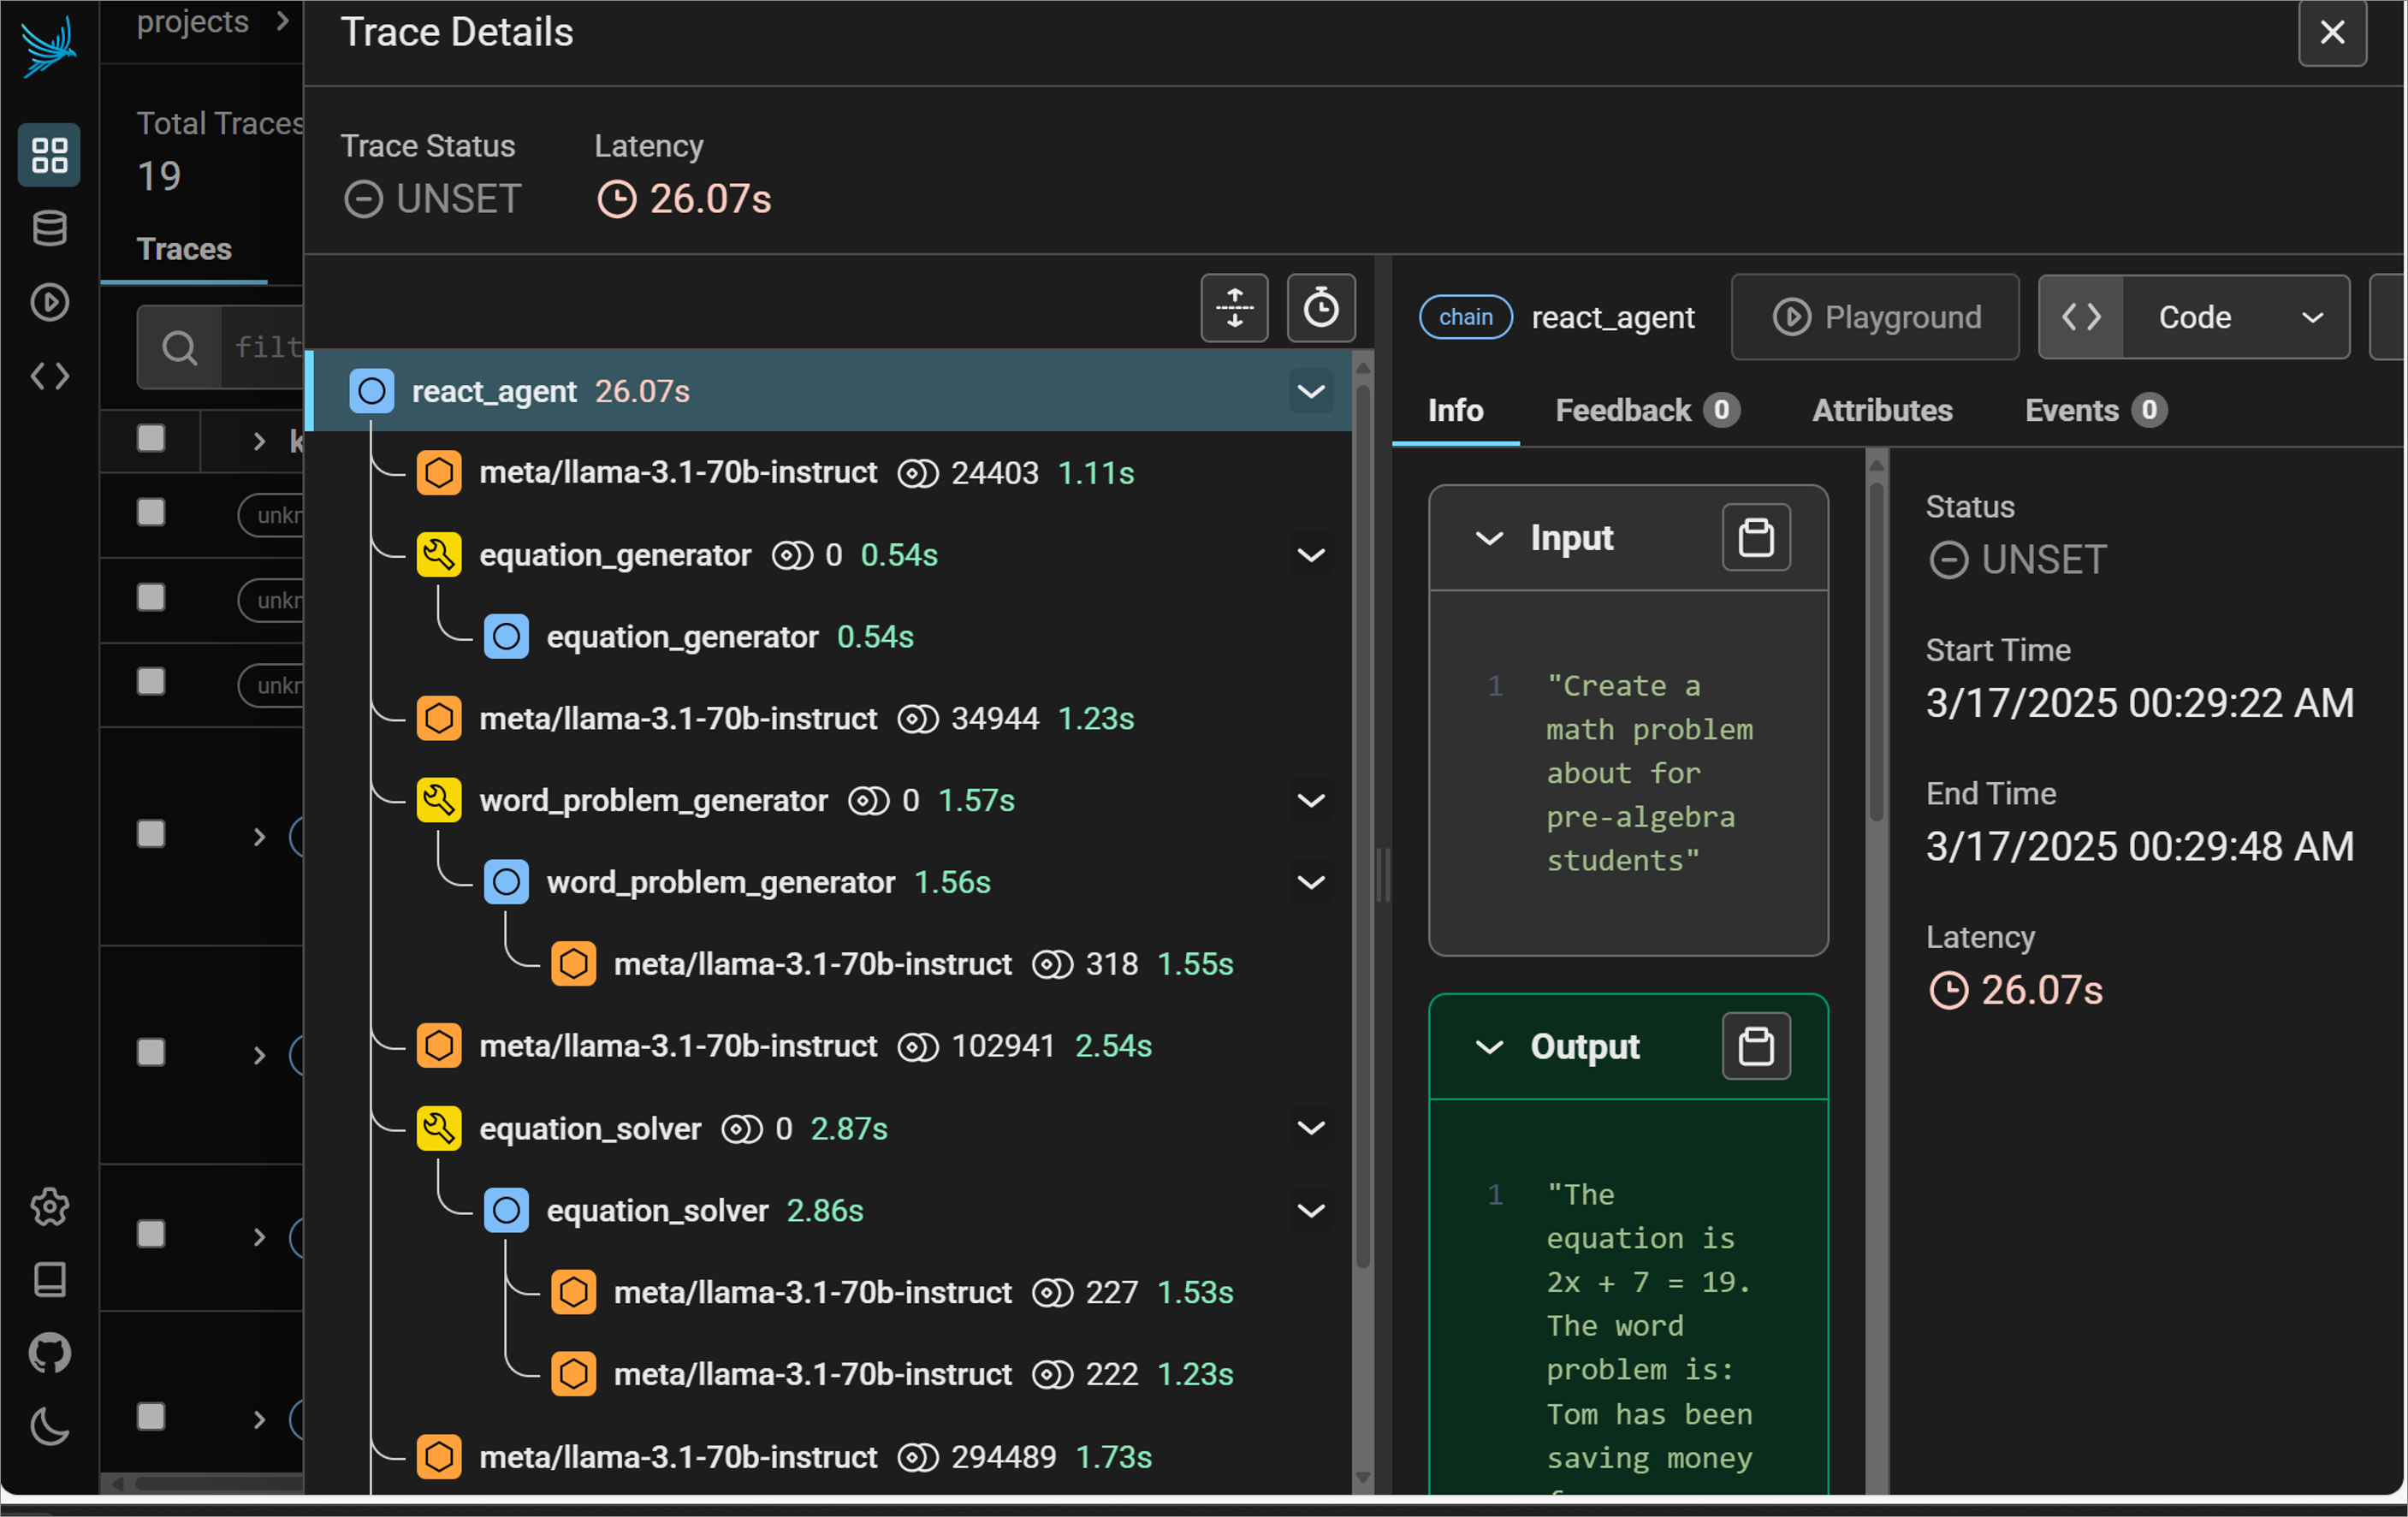 projects
Trace Details
Total Traces
19
Traces
Trace Status
UNSET
Latency
26.07s
filt
k
unkr
unkr
unkr
react_agent 26.07s
meta/llama-3.1-70b-instruct 24403 1.11s
equation_generator 0 0.54s
equation_generator 0.54s
meta/llama-3.1-70b-instruct 34944 1.23s
word_problem_generator 0 1.57s
word_problem_generator 1.56s
meta/llama-3.1-70b-instruct 318 1.55s
meta/llama-3.1-70b-instruct 102941 2.54s
equation_solver 0 2.87s
equation_solver 2.86s
meta/llama-3.1-70b-instruct 227 1.53s
meta/llama-3.1-70b-instruct 222 1.23s
meta/llama-3.1-70b-instruct 294489 1.73s
chain react_agent Playground Code
Info Feedback 0 Attributes Events 0
Input
1 "Create a
math problem
about for
pre-algebra
students"
Output
1 "The
equation is
2x + 7 = 19.
The word
problem is:
Tom has been
saving money
Status
UNSET
Start Time
3/17/2025 00:29:22 AM
End Time
3/17/2025 00:29:48 AM
Latency
26.07s